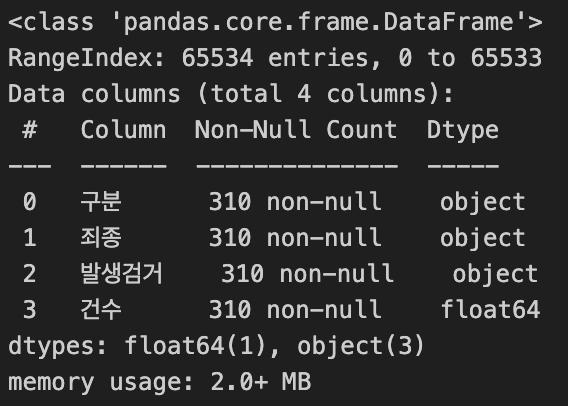 <class 'pandas.core.frame.DataFrame'>
RangeIndex: 65534 entries, 0 to 65533
Data columns (total 4 columns):
 #   Column  Non-Null Count  Dtype
---  ------  --------------  -----
 0   구분      310 non-null    object
 1   죄종      310 non-null    object
 2   발생검거    310 non-null    object
 3   건수      310 non-null    float64
dtypes: float64(1), object(3)
memory usage: 2.0+ MB